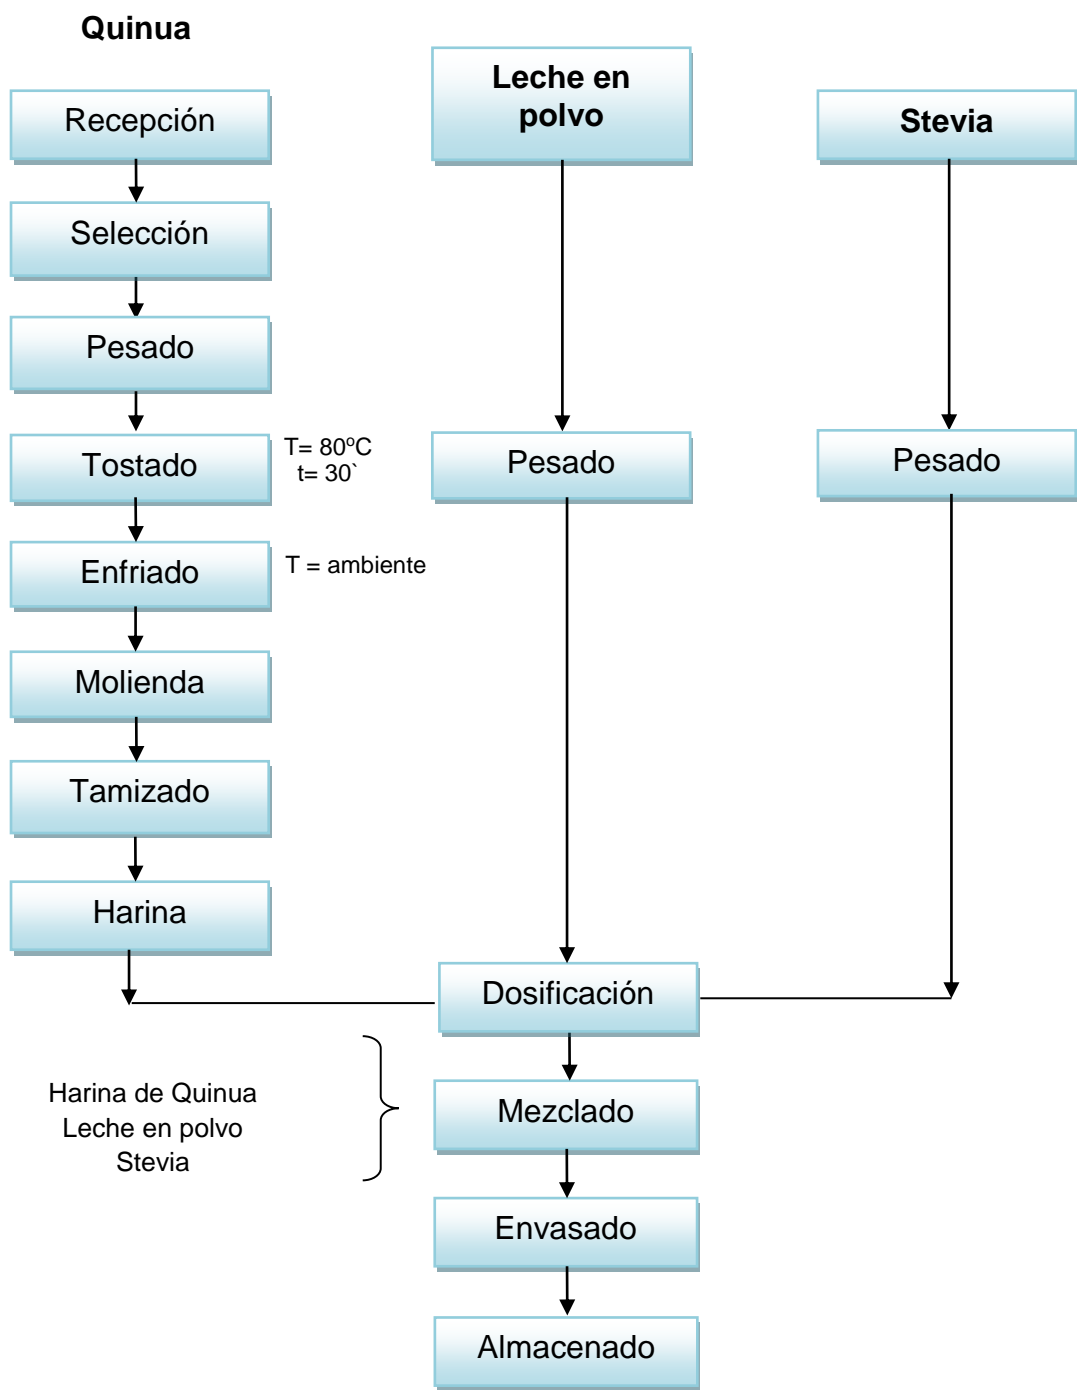 Quinua
Recepción
Selección
Pesado
Tostado
T= 80ºC
t= 30`
Enfriado
T = ambiente
Molienda
Tamizado
Harina
Leche en
polvo
Pesado
Stevia
Pesado
Dosificación
Harina de Quinua
Leche en polvo
Stevia
Mezclado
Envasado
Almacenado